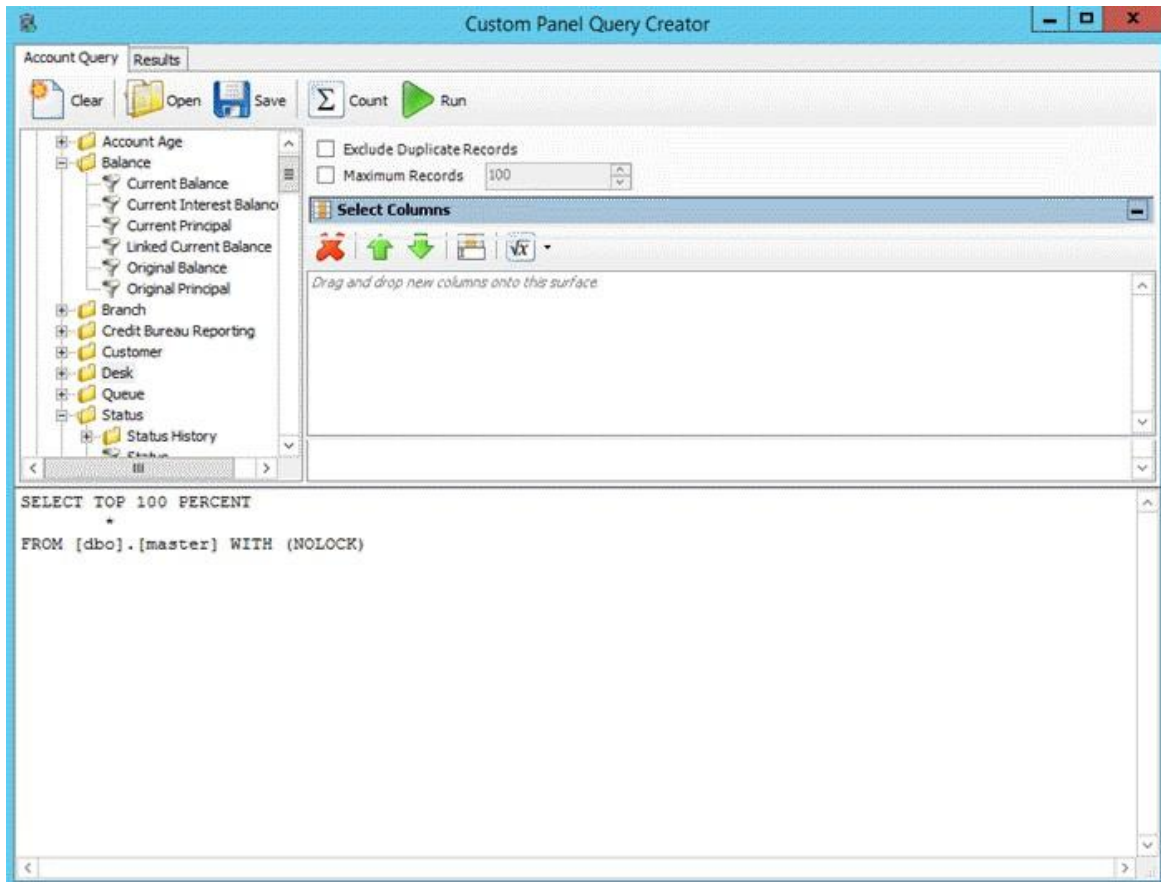 Custom Panel Query Creator
Account Query Results
Clear Open Save Σ Count Run
Account Age
Balance
Current Balance
Current Interest Balanc
Current Principal
Linked Current Balance
Original Balance
Original Principal
Branch
Credit Bureau Reporting
Customer
Desk
Queue
Status
Status History
Status
Exclude Duplicate Records
Maximum Records 100
Select Columns
√x
Drag and drop new columns onto this surface
SELECT TOP 100 PERCENT
*
FROM [dbo].[master] WITH (NOLOCK)